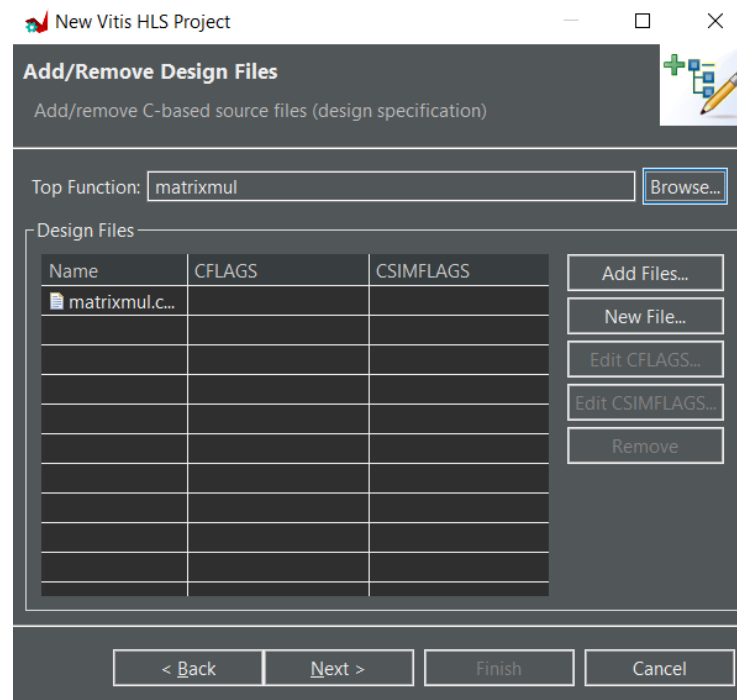 New Vitis HLS Project
Add/Remove Design Files
Add/remove C-based source files (design specification)
Top Function: matrixmul Browse...
Design Files
Name CFLAGS CSIMFLAGS Add Files...
matrixmul.c...
New File...
Edit CFLAGS...
Edit CSIMFLAGS...
Remove
< Back Next > Finish Cancel